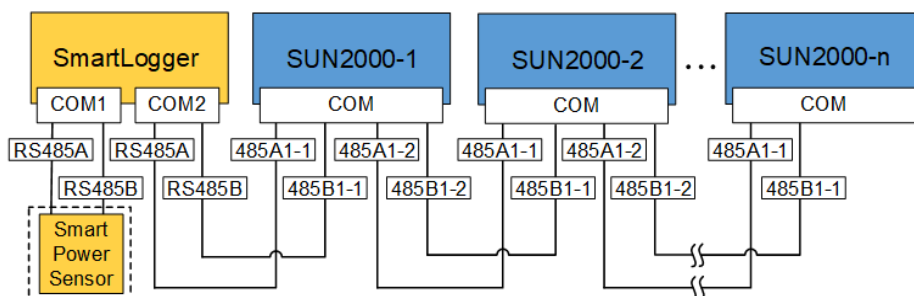 SmartLogger
SUN2000-1
SUN2000-2
...
SUN2000-n
COM1
COM2
COM
COM
COM
RS485A
RS485A
485A1-1
485A1-2
485A1-1
485A1-2
485A1-1
RS485B
RS485B
485B1-1
485B1-2
485B1-1
485B1-2
485B1-1
Smart
Power
Sensor